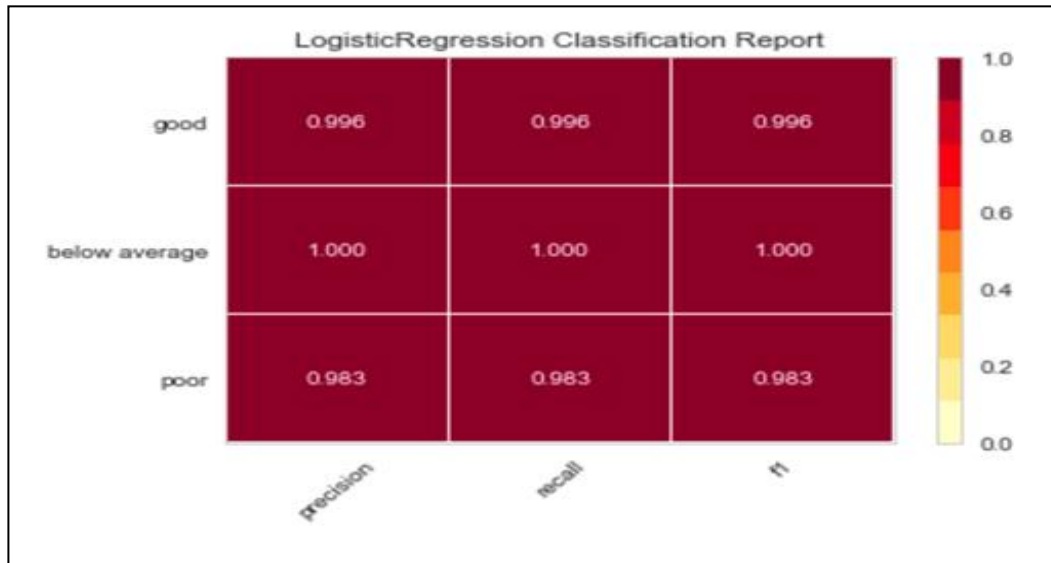 LogisticRegression Classification Report
good 0.996 0.996 0.996
below average 1.000 1.000 1.000
poor 0.983 0.983 0.983
precision recall f1
1.0
0.8
0.6
0.4
0.2
0.0